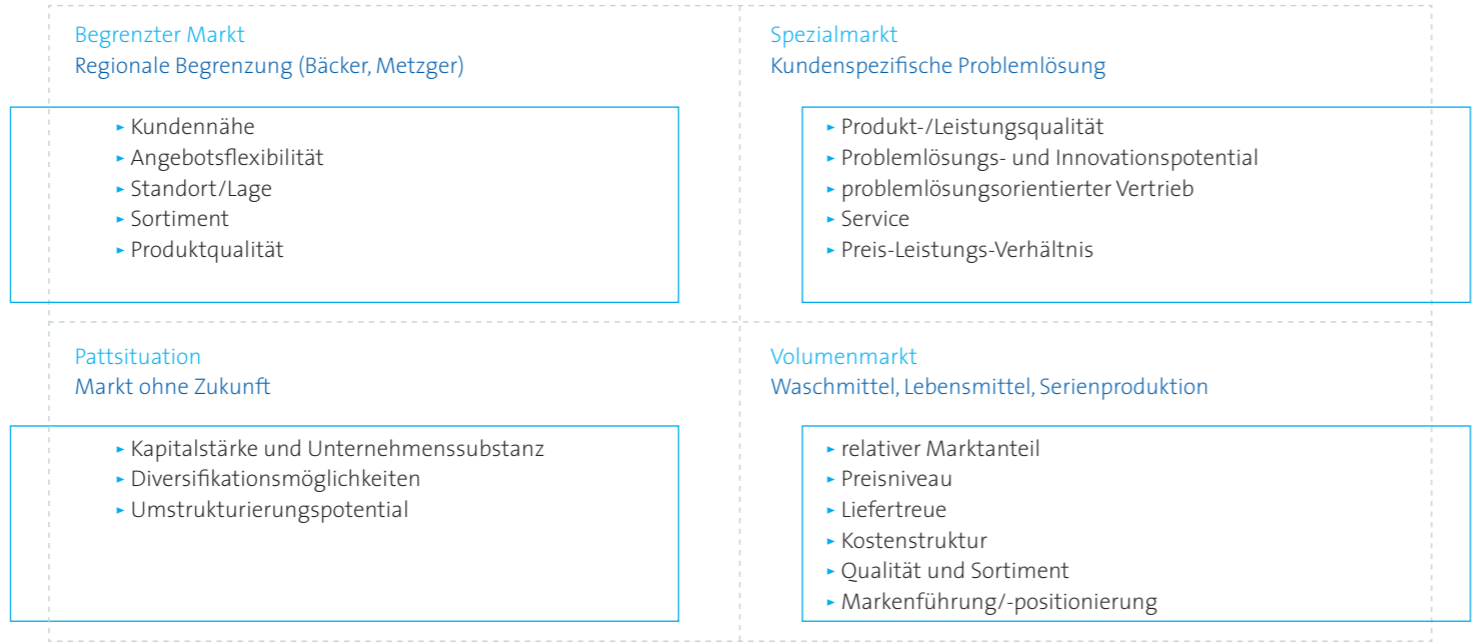 Begrenzter Markt
Regionale Begrenzung (Bäcker, Metzger)
► Kundennähe
► Angebotsflexibilität
► Standort/Lage
► Sortiment
► Produktqualität
Spezialmarkt
Kundenspezifische Problemlösung
► Produkt-/Leistungsqualität
► Problemlösungs- und Innovationspotential
► problemlösungsorientierter Vertrieb
► Service
► Preis-Leistungs-Verhältnis
Pattsituation
Markt ohne Zukunft
► Kapitalstärke und Unternehmenssubstanz
► Diversifikationsmöglichkeiten
► Umstrukturierungspotential
Volumenmarkt
Waschmittel, Lebensmittel, Serienproduktion
► relativer Marktanteil
► Preisniveau
► Liefertreue
► Kostenstruktur
► Qualität und Sortiment
► Markenführung/-positionierung